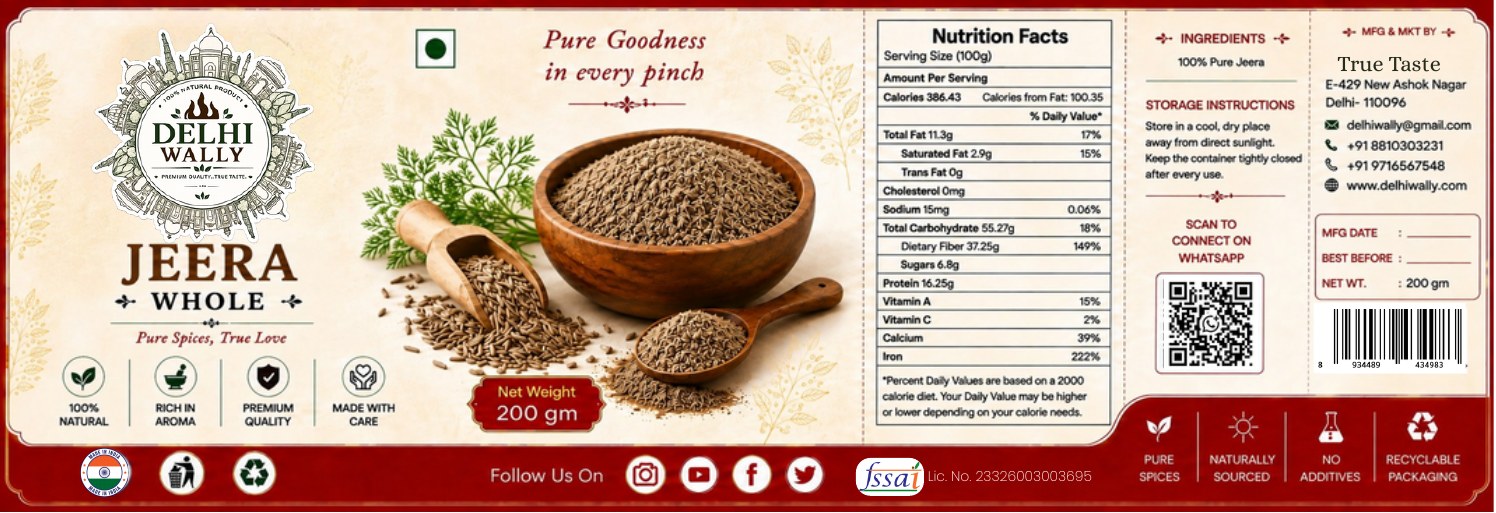 100% NATURAL PRODUCT
DELHI
WALLY
PREMIUM QUALITY...TRUE TASTE.
JEERA
WHOLE
Pure Spices, True Love
100%
NATURAL
RICH IN
AROMA
PREMIUM
QUALITY
MADE WITH
CARE
MADE IN INDIA
MADE IN INDIA
Pure Goodness
in every pinch
Net Weight
200 gm
Follow Us On
fssai Lic. No. 23326003003695
Nutrition Facts
Serving Size (100g)
Amount Per Serving
Calories 386.43 Calories from Fat: 100.35
% Daily Value*
Total Fat 11.3g 17%
Saturated Fat 2.9g 15%
Trans Fat 0g
Cholesterol 0mg
Sodium 15mg 0.06%
Total Carbohydrate 55.27g 18%
Dietary Fiber 37.25g 149%
Sugars 6.8g
Protein 16.25g
Vitamin A 15%
Vitamin C 2%
Calcium 39%
Iron 222%
*Percent Daily Values are based on a 2000
calorie diet. Your Daily Value may be higher
or lower depending on your calorie needs.
INGREDIENTS
100% Pure Jeera
STORAGE INSTRUCTIONS
Store in a cool, dry place
away from direct sunlight.
Keep the container tightly closed
after every use.
SCAN TO
CONNECT ON
WHATSAPP
MFG & MKT BY
True Taste
E-429 New Ashok Nagar
Delhi- 110096
delhiwally@gmail.com
+91 8810303231
+91 9716567548
www.delhiwally.com
MFG DATE : ____________
BEST BEFORE : ____________
NET WT. : 200 gm
8 934489 434983 >
PURE
SPICES
NATURALLY
SOURCED
NO
ADDITIVES
RECYCLABLE
PACKAGING